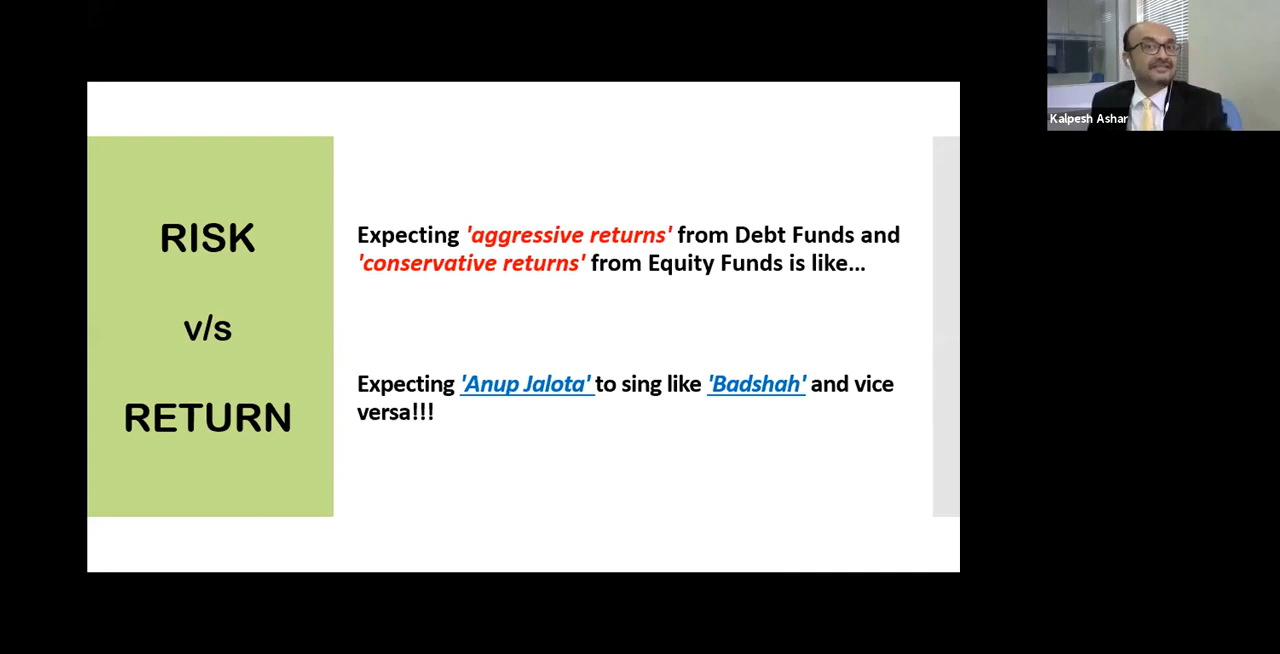 RISK
v/s
RETURN
Expecting 'aggressive returns' from Debt Funds and
'conservative returns' from Equity Funds is like...
Expecting 'Anup Jalota' to sing like 'Badshah' and vice
versa!!!
Kalpesh Ashar